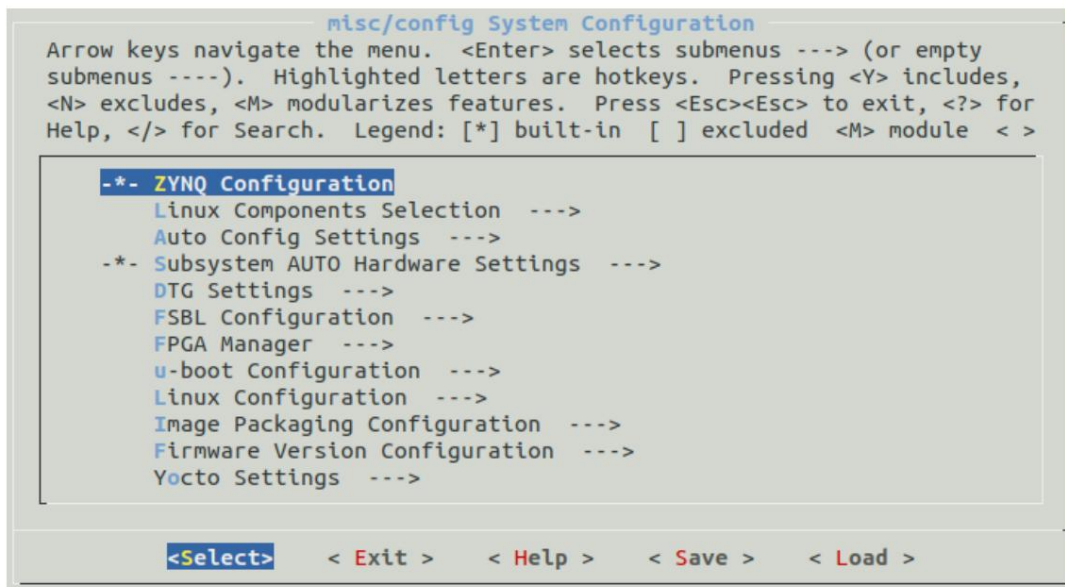 misc/config System Configuration
Arrow keys navigate the menu.  <Enter> selects submenus ---> (or empty
submenus ----).  Highlighted letters are hotkeys.  Pressing <Y> includes,
<N> excludes, <M> modularizes features.  Press <Esc><Esc> to exit, <?> for
Help, </> for Search.  Legend: [*] built-in  [ ] excluded  <M> module  < >
-*- ZYNQ Configuration
Linux Components Selection  --->
Auto Config Settings  --->
-*- Subsystem AUTO Hardware Settings  --->
DTG Settings  --->
FSBL Configuration  --->
FPGA Manager  --->
u-boot Configuration  --->
Linux Configuration  --->
Image Packaging Configuration  --->
Firmware Version Configuration  --->
Yocto Settings  --->
<Select>    < Exit >    < Help >    < Save >    < Load >